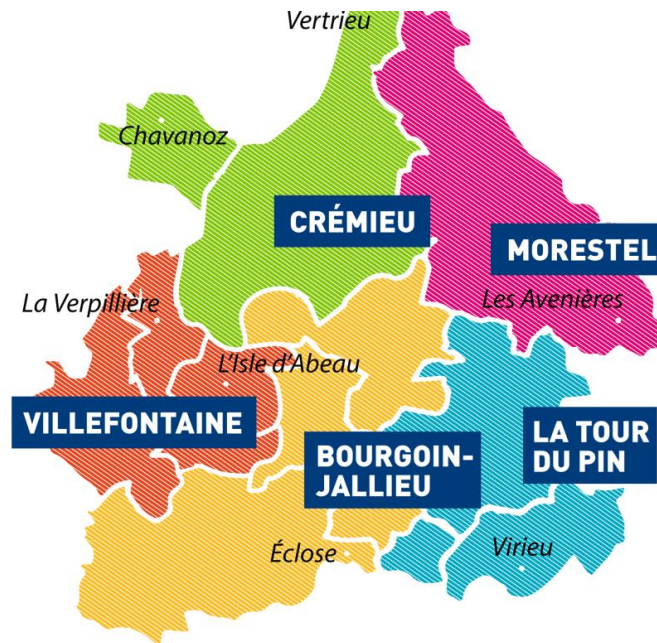 Vertrieu
Chavanoz
CRÉMIEU
MORESTEL
La Verpillière
Les Avenières
L'Isle d'Abeau
VILLEFONTAINE
BOURGOIN-
JALLIEU
LA TOUR
DU PIN
Éclose
Virieu